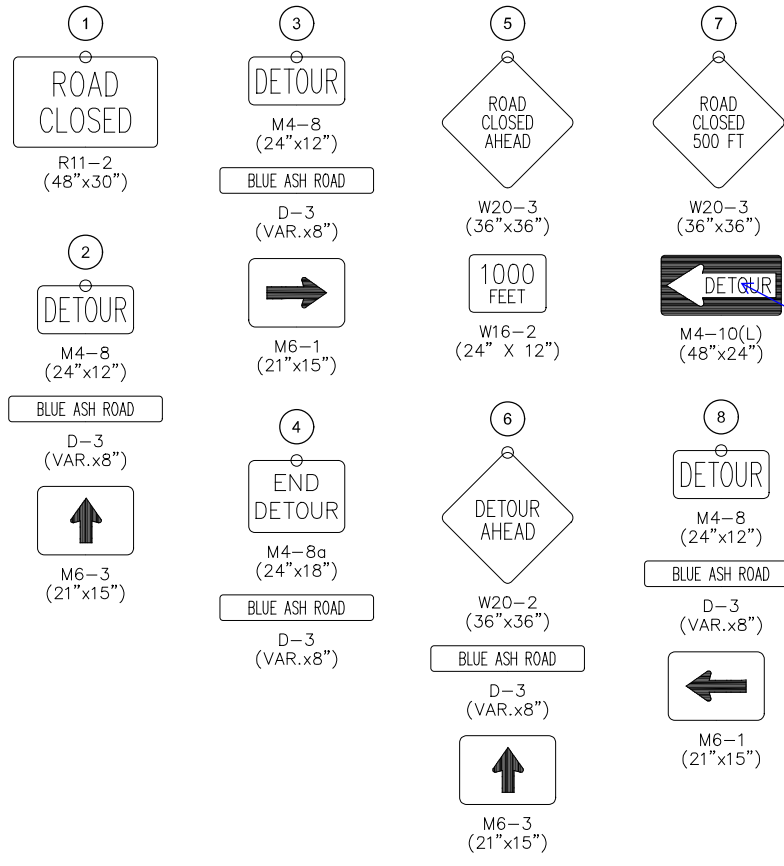 1
ROAD
CLOSED
R11-2
(48"x30")
2
DETOUR
M4-8
(24"x12")
BLUE ASH ROAD
D-3
(VAR.x8")
M6-3
(21"x15")
3
DETOUR
M4-8
(24"x12")
BLUE ASH ROAD
D-3
(VAR.x8")
M6-1
(21"x15")
4
END
DETOUR
M4-8a
(24"x18")
BLUE ASH ROAD
D-3
(VAR.x8")
5
ROAD
CLOSED
AHEAD
W20-3
(36"x36")
1000
FEET
W16-2
(24" X 12")
6
DETOUR
AHEAD
W20-2
(36"x36")
BLUE ASH ROAD
D-3
(VAR.x8")
M6-3
(21"x15")
7
ROAD
CLOSED
500 FT
W20-3
(36"x36")
DETOUR
M4-10(L)
(48"x24")
8
DETOUR
M4-8
(24"x12")
BLUE ASH ROAD
D-3
(VAR.x8")
M6-1
(21"x15")